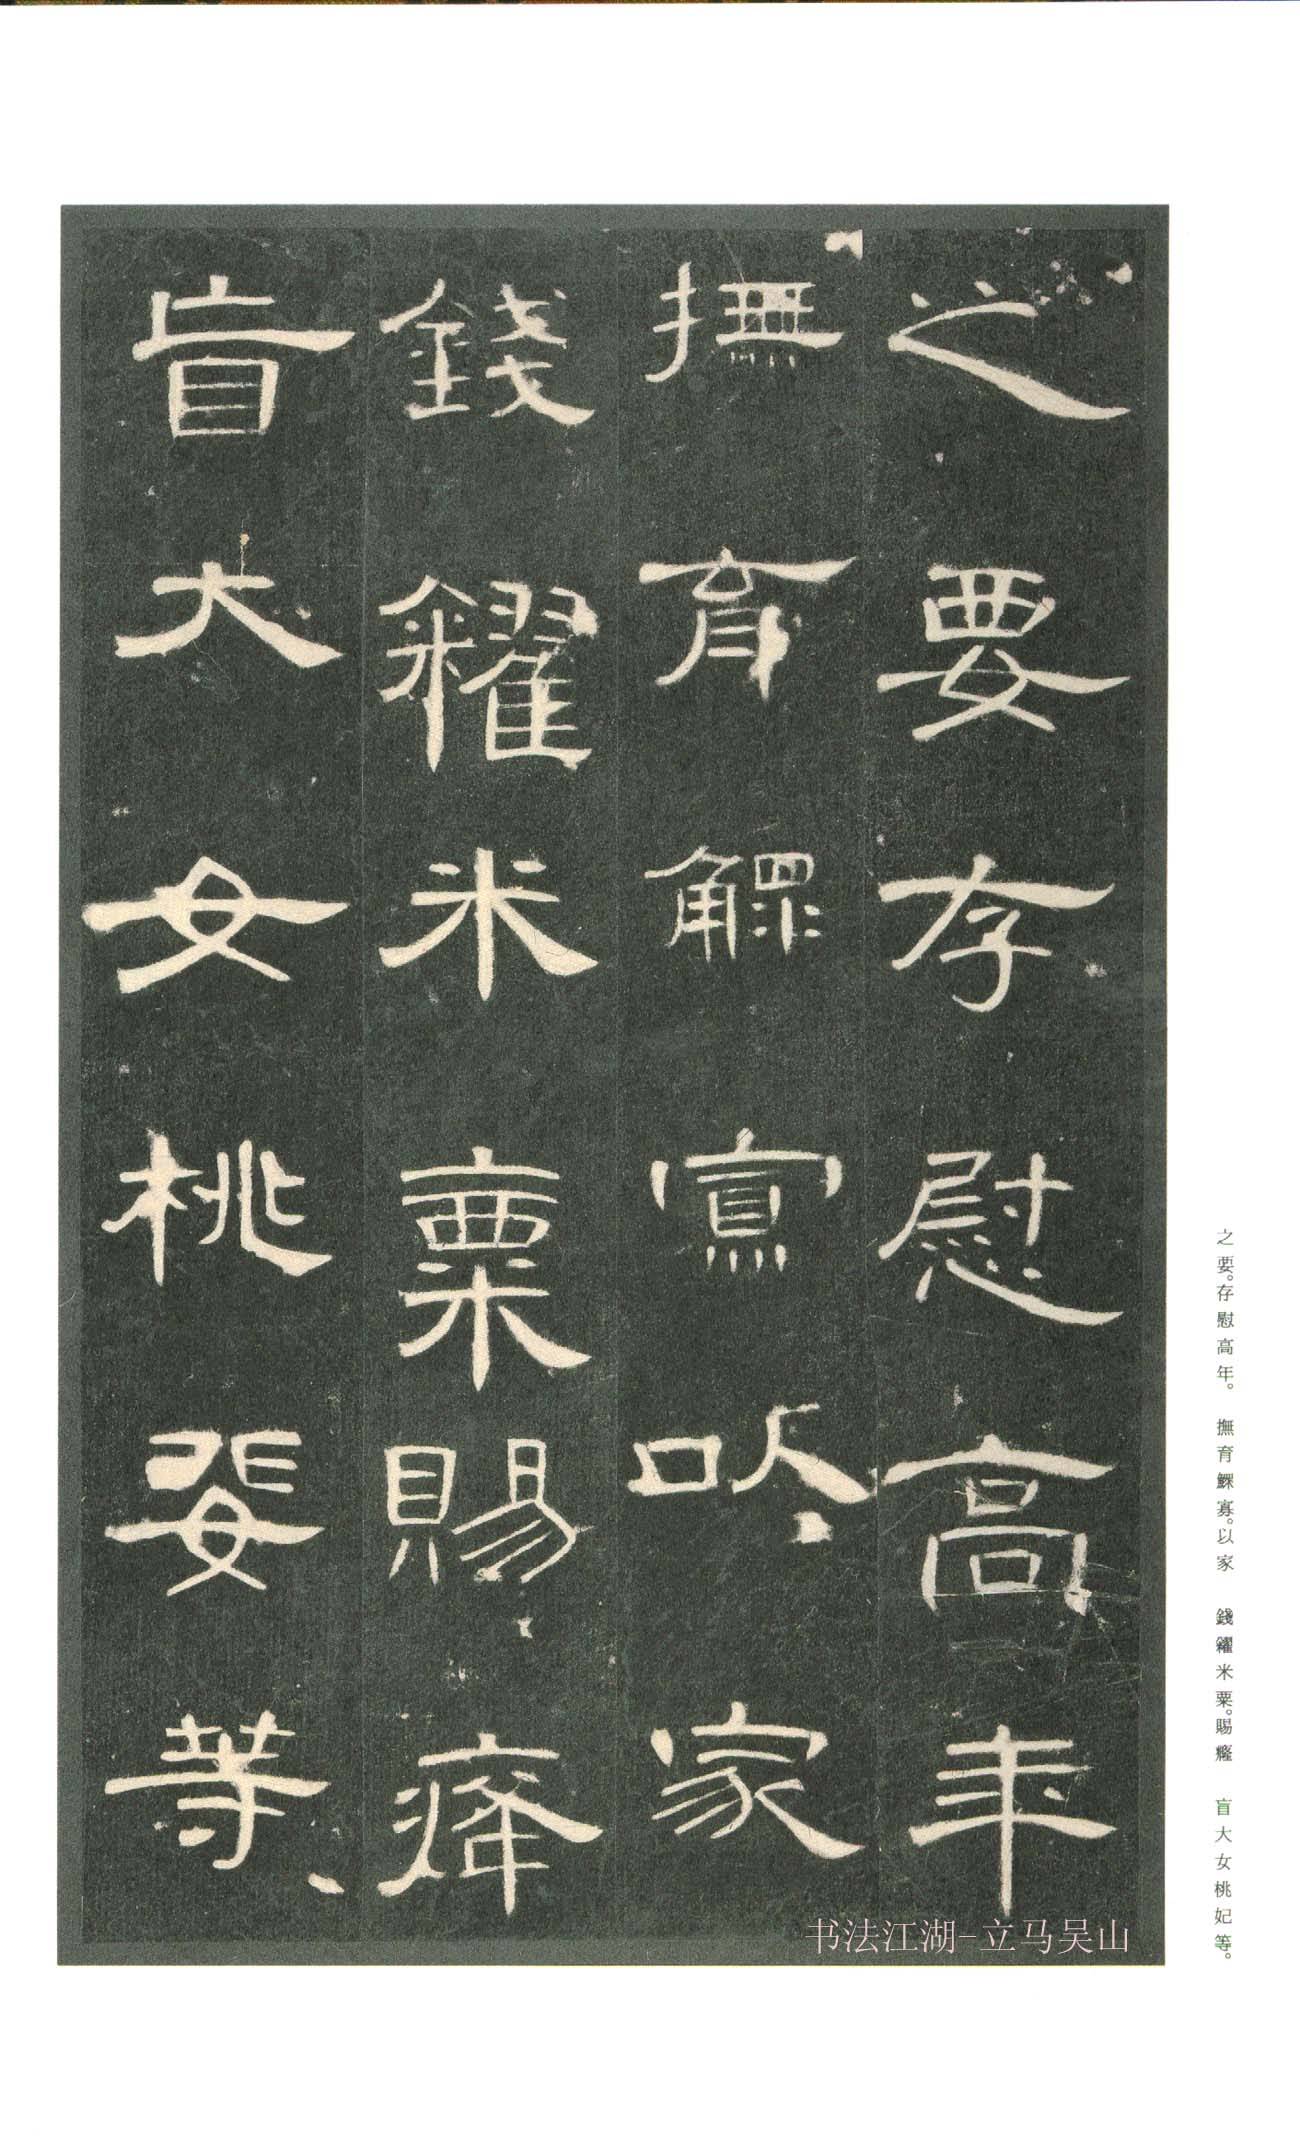 之要存慰高年
撫育鰥寡以家
錢糴米粟賜癃
盲大女桃婓等
之要。存慰高年。 撫育鰥寡。以家 錢糴米粟。賜癃 盲大女桃妃等。
书法江湖-立马吴山